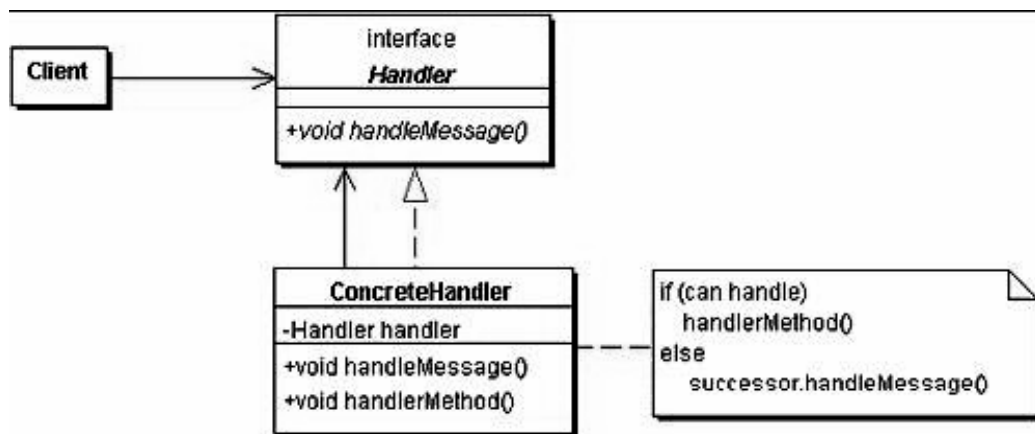 Client
interface
Handler
+void handleMessage()
ConcreteHandler
-Handler handler
+void handleMessage()
+void handlerMethod()
if (can handle)
handlerMethod()
else
successor.handleMessage()